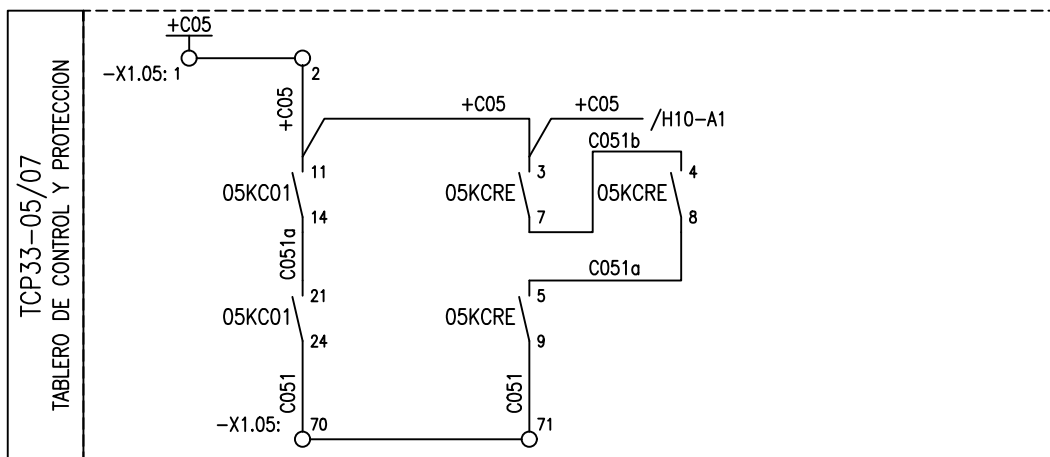 TCP33-05/07
TABLERO DE CONTROL Y PROTECCION
+C05
-X1.05: 1
2
+C05
+C05
+C05
/H10-A1
C051b
11
3
4
05KC01
05KCRE
05KCRE
14
7
8
C051a
C051a
21
5
05KC01
05KCRE
24
9
C051
C051
-X1.05:
70
71